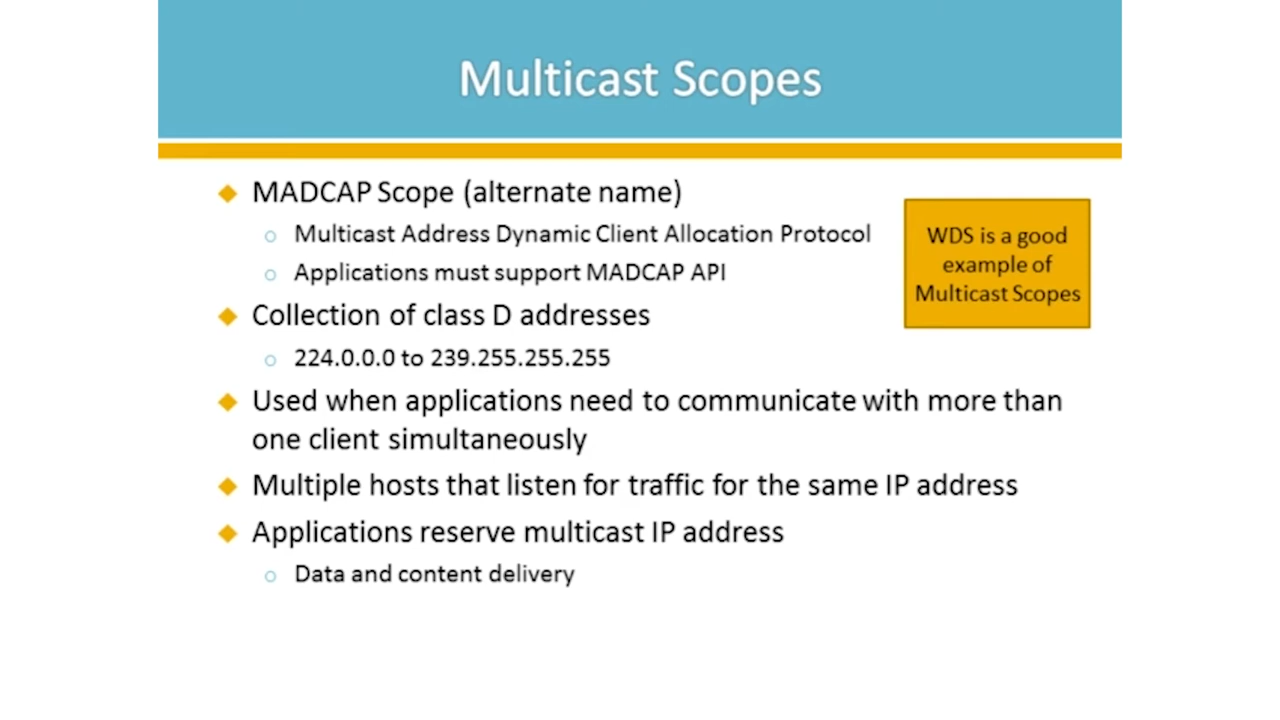 Multicast Scopes
MADCAP Scope (alternate name)
Multicast Address Dynamic Client Allocation Protocol
Applications must support MADCAP API
WDS is a good
example of
Multicast Scopes
Collection of class D addresses
224.0.0.0 to 239.255.255.255
Used when applications need to communicate with more than
one client simultaneously
Multiple hosts that listen for traffic for the same IP address
Applications reserve multicast IP address
Data and content delivery